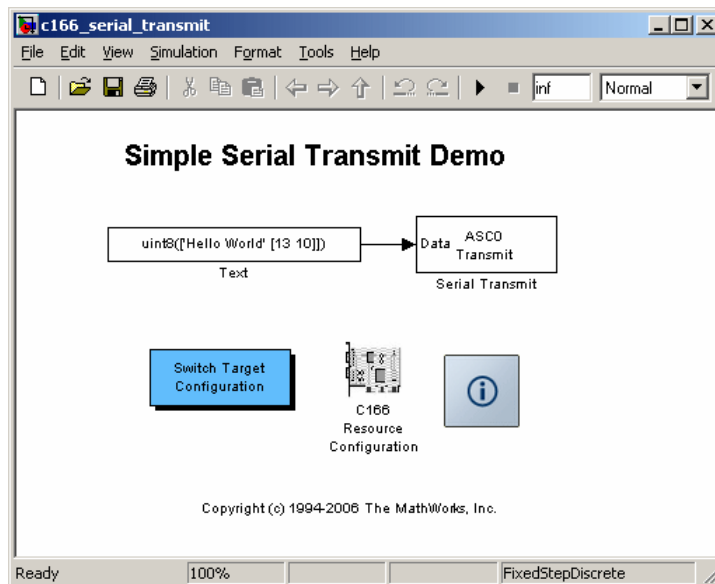 c166_serial_transmit
File Edit View Simulation Format Tools Help
inf Normal
Simple Serial Transmit Demo
uint8(['Hello World' [13 10]])
Text
Data ASC0
Transmit
Serial Transmit
Switch Target
Configuration
C166
Resource
Configuration
Copyright (c) 1994-2006 The MathWorks, Inc.
Ready 100% FixedStepDiscrete